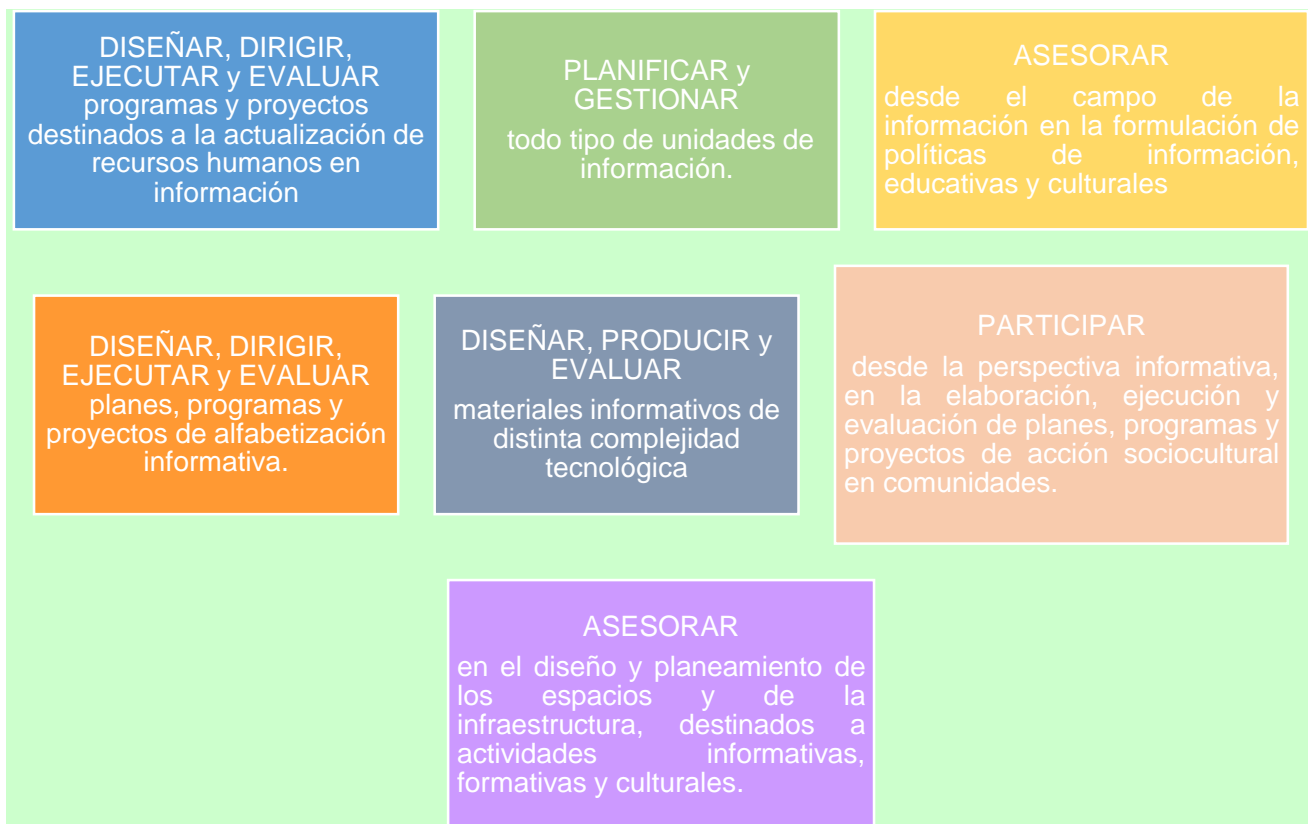 DISEÑAR, DIRIGIR,
EJECUTAR y EVALUAR
programas y proyectos
destinados a la actualización de
recursos humanos en
información
PLANIFICAR y
GESTIONAR
todo tipo de unidades de
información.
ASESORAR
desde el campo de la
información en la formulación de
políticas de información,
educativas y culturales
DISEÑAR, DIRIGIR,
EJECUTAR y EVALUAR
planes, programas y
proyectos de alfabetización
informativa.
DISEÑAR, PRODUCIR y
EVALUAR
materiales informativos de
distinta complejidad
tecnológica
PARTICIPAR
desde la perspectiva informativa,
en la elaboración, ejecución y
evaluación de planes, programas y
proyectos de acción sociocultural
en comunidades.
ASESORAR
en el diseño y planeamiento de
los espacios y de la
infraestructura, destinados a
actividades informativas,
formativas y culturales.